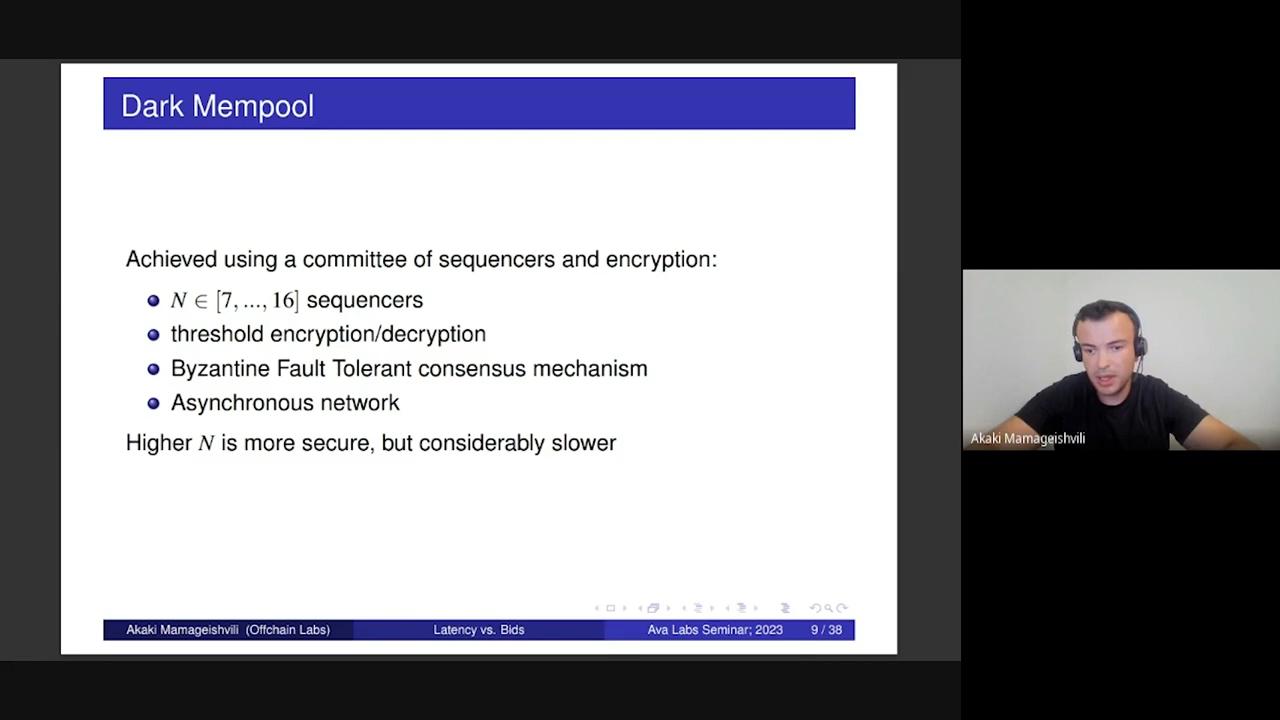 Dark Mempool
Achieved using a committee of sequencers and encryption:
N ∈ [7, ..., 16] sequencers
threshold encryption/decryption
Byzantine Fault Tolerant consensus mechanism
Asynchronous network
Higher N is more secure, but considerably slower
Akaki Mamageishvili (Offchain Labs) Latency vs. Bids Ava Labs Seminar; 2023 9 / 38
Akaki Mamageishvili